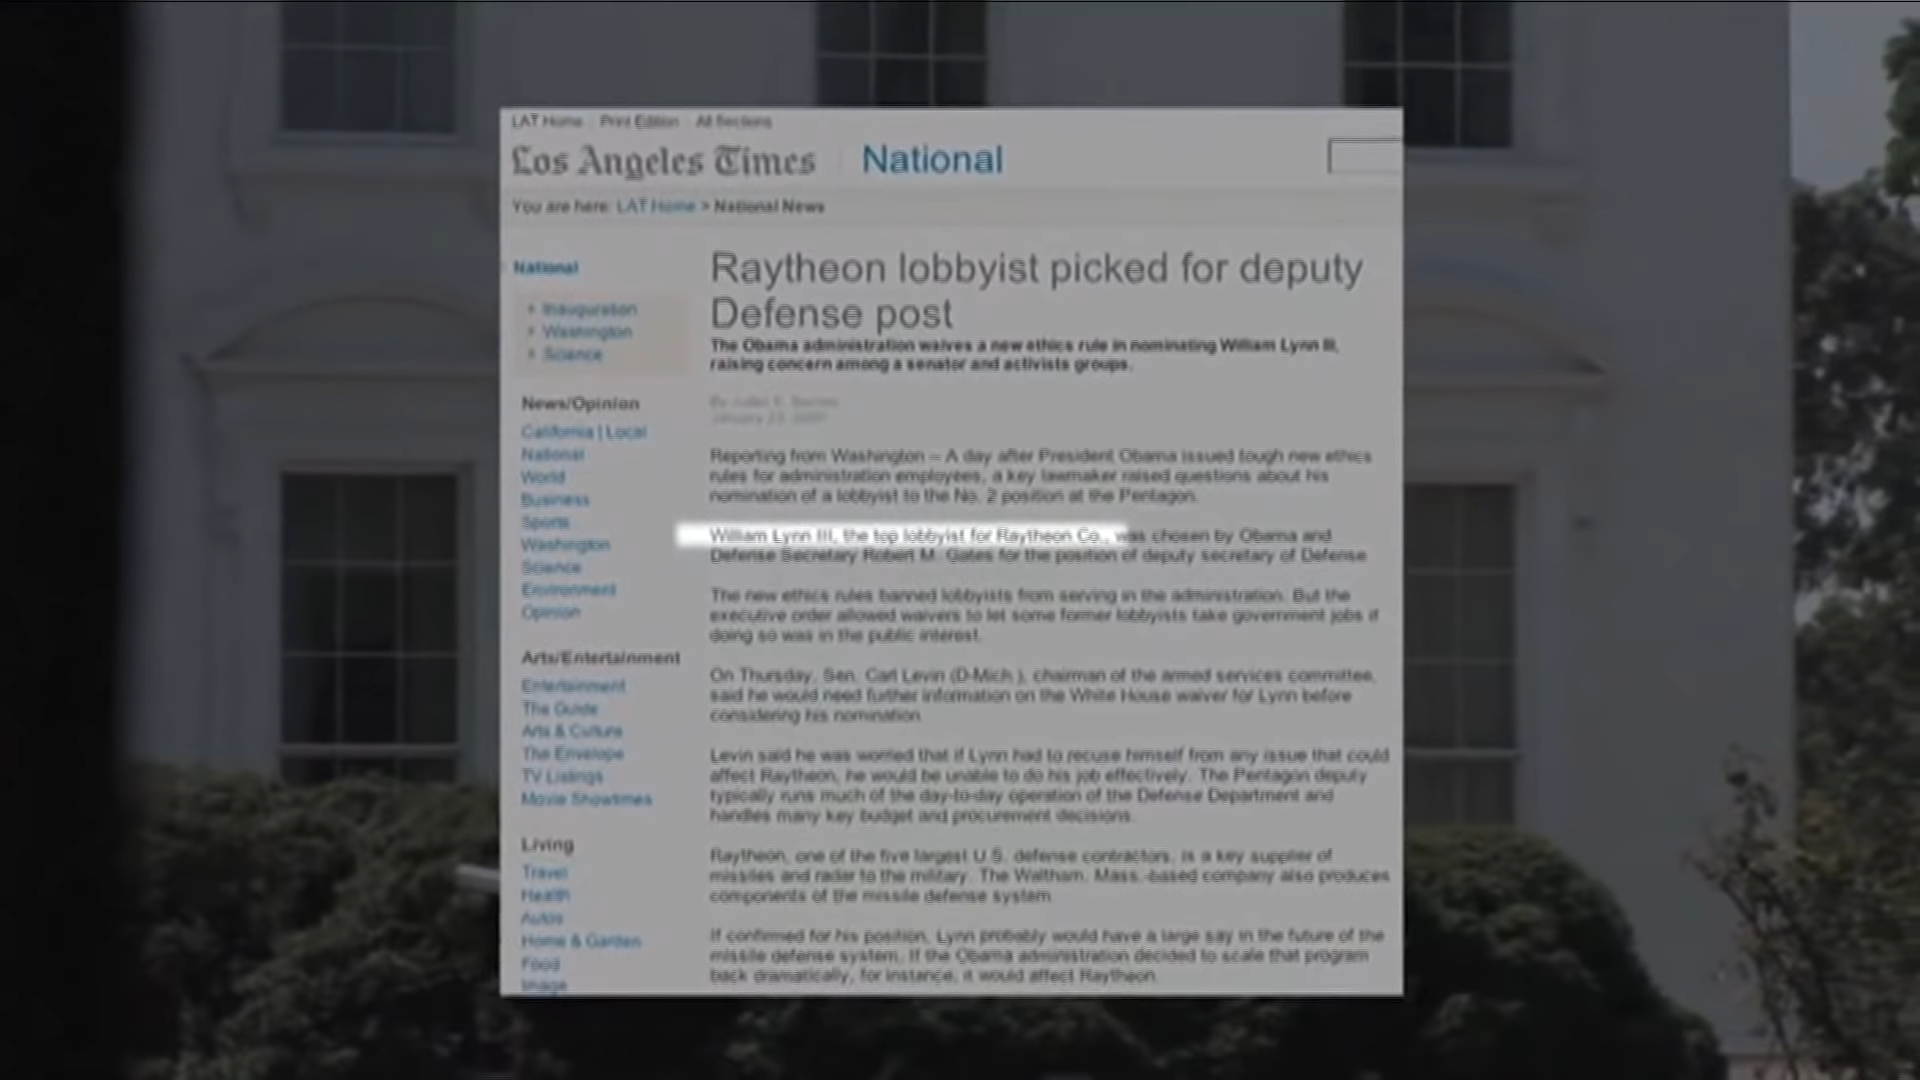 LAT Home Print Edition All Sections
Los Angeles Times National
You are here: LAT Home > National News
National
Inauguration
Washington
Science
News/Opinion
California | Local
National
World
Business
Sports
Washington
Science
Environment
Opinion
Arts/Entertainment
Entertainment
The Guide
Arts & Culture
The Envelope
TV Listings
Movie Showtimes
Living
Travel
Health
Autos
Home & Garden
Food
Image
Raytheon lobbyist picked for deputy
Defense post
The Obama administration waives a new ethics rule in nominating William Lynn III,
raising concern among a senator and activists groups.
By Julian E. Barnes
January 23, 2009
Reporting from Washington – A day after President Obama issued tough new ethics
rules for administration employees, a key lawmaker raised questions about his
nomination of a lobbyist to the No. 2 position at the Pentagon.
William Lynn III, the top lobbyist for Raytheon Co., was chosen by Obama and
Defense Secretary Robert M. Gates for the position of deputy secretary of Defense
The new ethics rules banned lobbyists from serving in the administration. But the
executive order allowed waivers to let some former lobbyists take government jobs if
doing so was in the public interest.
On Thursday, Sen. Carl Levin (D-Mich.), chairman of the armed services committee,
said he would need further information on the White House waiver for Lynn before
considering his nomination.
Levin said he was worried that if Lynn had to recuse himself from any issue that could
affect Raytheon, he would be unable to do his job effectively. The Pentagon deputy
typically runs much of the day-to-day operation of the Defense Department and
handles many key budget and procurement decisions.
Raytheon, one of the five largest U.S. defense contractors, is a key supplier of
missiles and radar to the military. The Waltham, Mass.-based company also produces
components of the missile defense system.
If confirmed for his position, Lynn probably would have a large say in the future of the
missile defense system. If the Obama administration decided to scale that program
back dramatically, for instance, it would affect Raytheon.